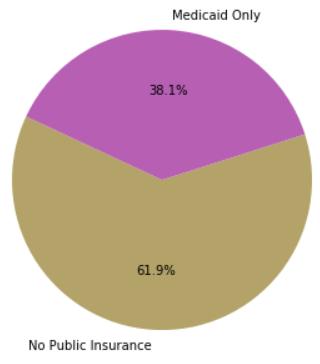 Medicaid Only
38.1%
61.9%
No Public Insurance